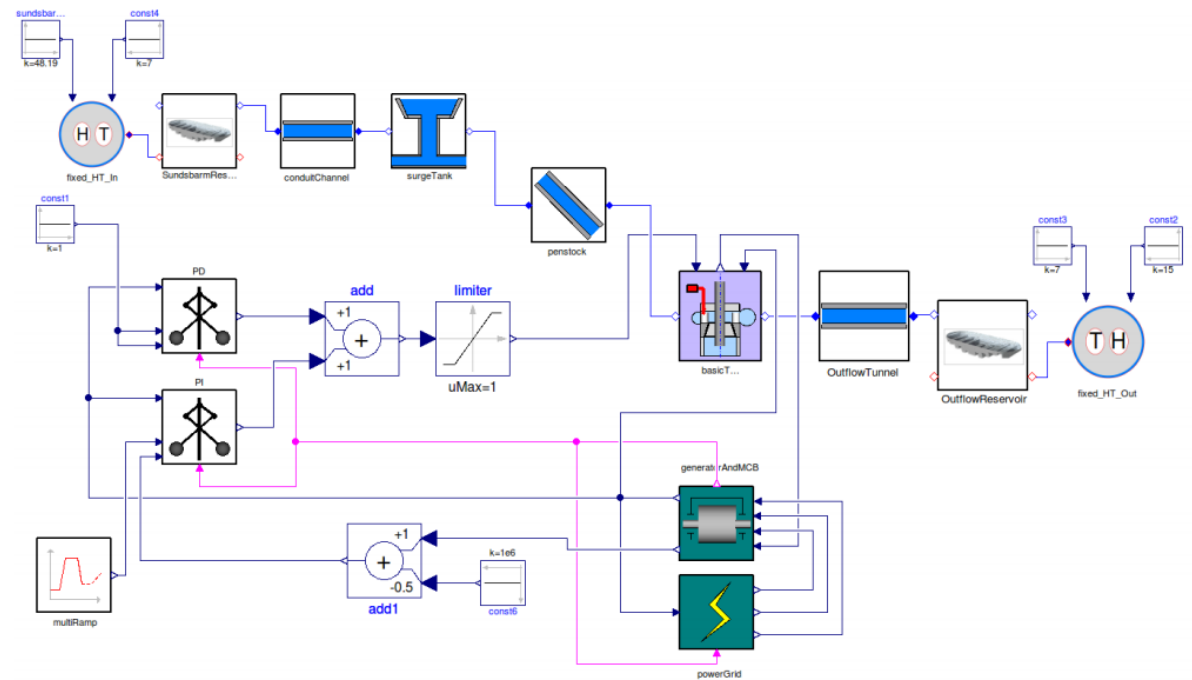 sundsbar...
const4
k=48.19
k=7
H T
fixed_HT_In
SundsbarmRes...
conduitChannel
surgeTank
penstock
const1
k=1
PD
add
+1
+
+1
limiter
uMax=1
PI
basicT...
OutflowTunnel
OutflowReservoir
const3
const2
k=7
k=15
T H
fixed_HT_Out
generatorAndMCB
multiRamp
+1
+
-0.5
add1
k=1e6
const6
powerGrid